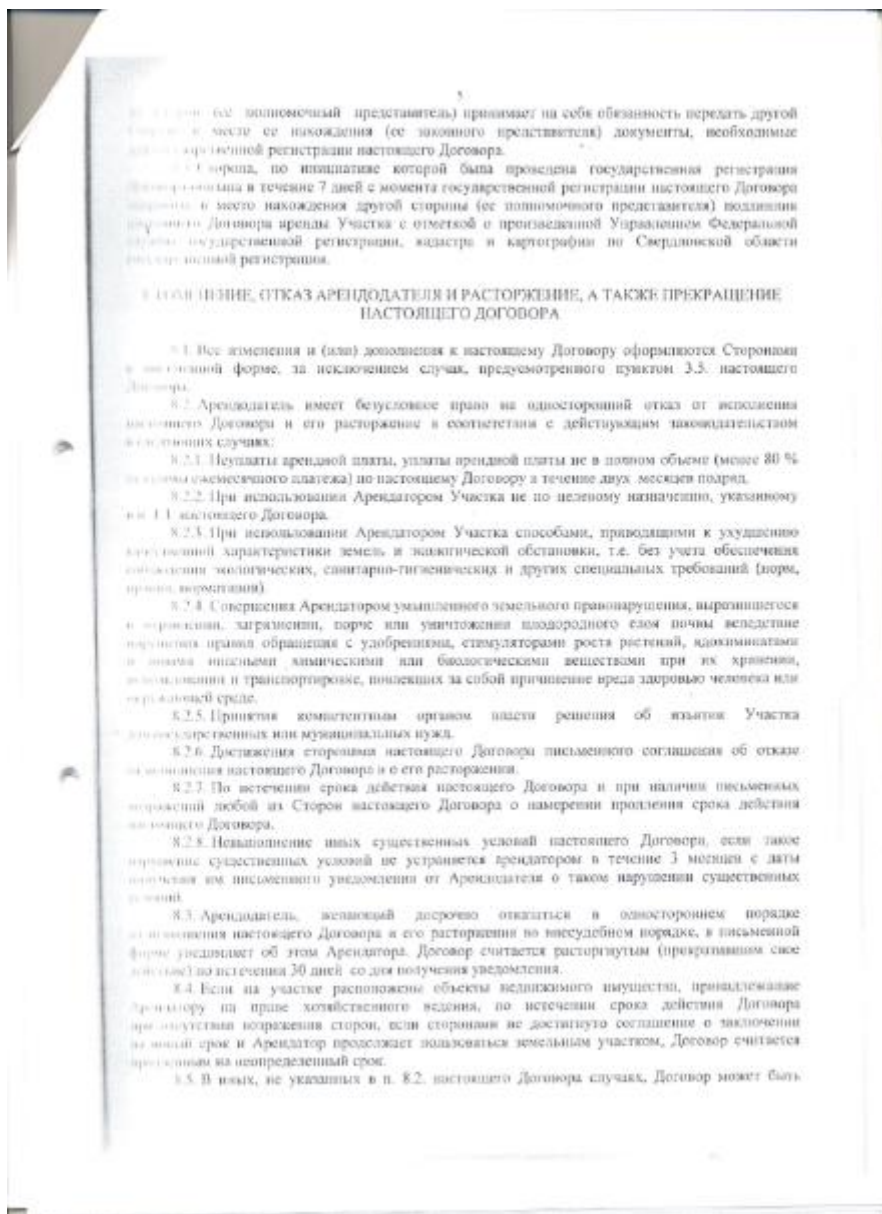 5
(ее полномочный представитель) принимает на себя обязанность передать другой
месте ее нахождения (ее законного представителя) документы, необходимые
регистрации настоящего Договора.
по инициативе которой была проведена государственная регистрация
в течение 7 дней с момента государственной регистрации настоящего Договора
в место нахождения другой стороны (ее полномочного представителя) подлинник
Договора аренды Участка с отметкой о произведенной Управлением Федеральной
государственной регистрации, кадастра и картографии по Свердловской области
регистрации.
ОТКАЗ АРЕНДОДАТЕЛЯ И РАСТОРЖЕНИЕ, А ТАКЖЕ ПРЕКРАЩЕНИЕ
НАСТОЯЩЕГО ДОГОВОРА
8.1. Все изменения и (или) дополнения к настоящему Договору оформляются Сторонами
форме, за исключением случая, предусмотренного пунктом 3.5. настоящего
8.2. Арендодатель имеет безусловное право на односторонний отказ от исполнения
Договора и его расторжение в соответствии с действующим законодательством
случаях:
8.2.1. Неуплаты арендной платы, уплаты арендной платы не в полном объеме (менее 80 %
ежемесячного платежа) по настоящему Договору в течение двух месяцев подряд.
8.2.2. При использовании Арендатором Участка не по целевому назначению, указанному
в п. 1.1. настоящего Договора.
8.2.3. При использовании Арендатором Участка способами, приводящими к ухудшению
характеристики земель и экологической обстановки, т.е. без учета обеспечения
экологических, санитарно-гигиенических и других специальных требований (норм,
нормативов)
8.2.4. Совершения Арендатором умышленного земельного правонарушения, выразившегося
в отравлении, загрязнении, порче или уничтожении плодородного слоя почвы вследствие
нарушения правил обращения с удобрениями, стимуляторами роста растений, ядохимикатами
и иными опасными химическими или биологическими веществами при их хранении,
использовании и транспортировке, повлекших за собой причинение вреда здоровью человека или
окружающей среде.
8.2.5. Принятия компетентным органом власти решения об изъятии Участка
государственных или муниципальных нужд.
8.2.6. Достижения сторонами настоящего Договора письменного соглашения об отказе
настоящего Договора и о его расторжении.
8.2.7. По истечении срока действия настоящего Договора и при наличии письменных
возражений любой из Сторон настоящего Договора о намерении продления срока действия
настоящего Договора.
8.2.8. Невыполнение иных существенных условий настоящего Договора, если такое
нарушение существенных условий не устраняется арендатором в течение 3 месяцев с даты
получения им письменного уведомления от Арендодателя о таком нарушении существенных
условий.
8.3. Арендодатель, желающий досрочно отказаться в одностороннем порядке
настоящего Договора и его расторжения во внесудебном порядке, в письменной
форме уведомляет об этом Арендатора. Договор считается расторгнутым (прекратившим свое
действие) по истечении 30 дней со дня получения уведомления.
8.4. Если на участке расположены объекты недвижимого имущества, принадлежащие
Арендатору на праве хозяйственного ведения, по истечении срока действия Договора
при отсутствии возражения сторон, если сторонами не достигнуто соглашение о заключении
на новый срок и Арендатор продолжает пользоваться земельным участком, Договор считается
на неопределенный срок.
8.5. В иных, не указанных в п. 8.2. настоящего Договора случаях, Договор может быть